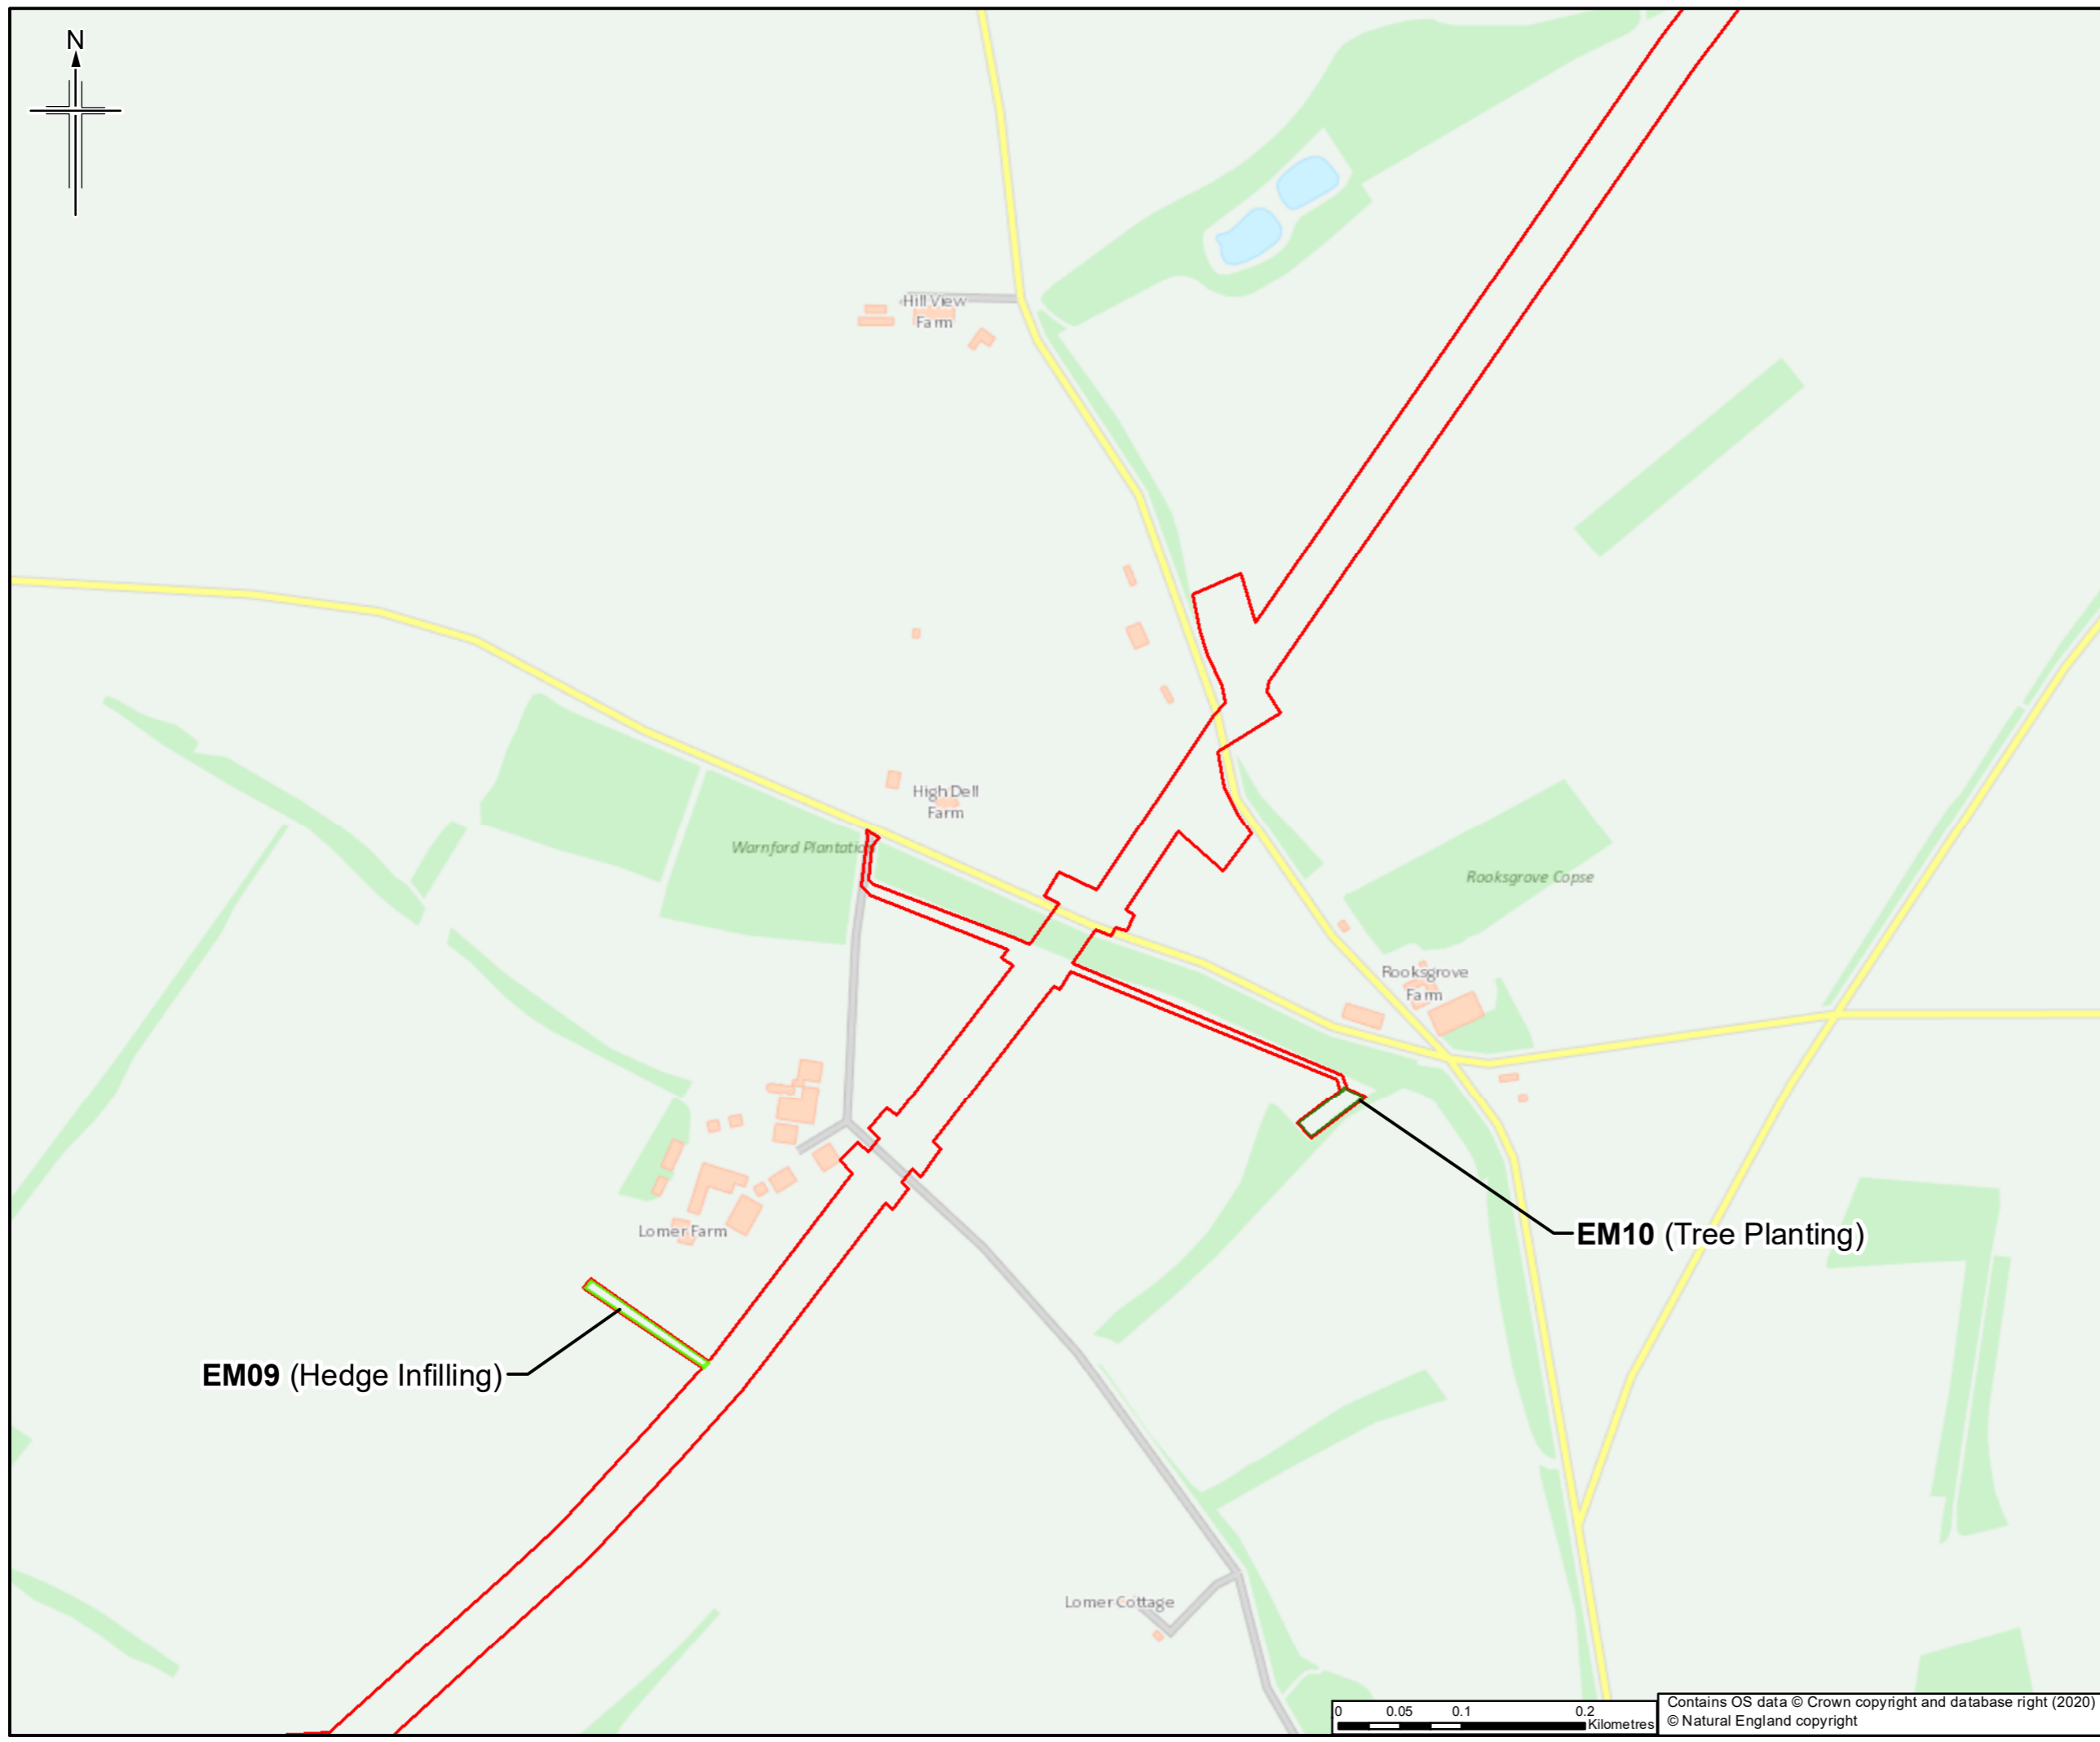 N
Hill View
Farm
High Dell
Farm
Warnford Plantation
Rooksgrove Copse
Rooksgrove
Farm
Lomer Farm
EM10 (Tree Planting)
EM09 (Hedge Infilling)
Lomer Cottage
0 0.05 0.1 0.2
Kilometres
Contains OS data © Crown copyright and database right (2020)
© Natural England copyright